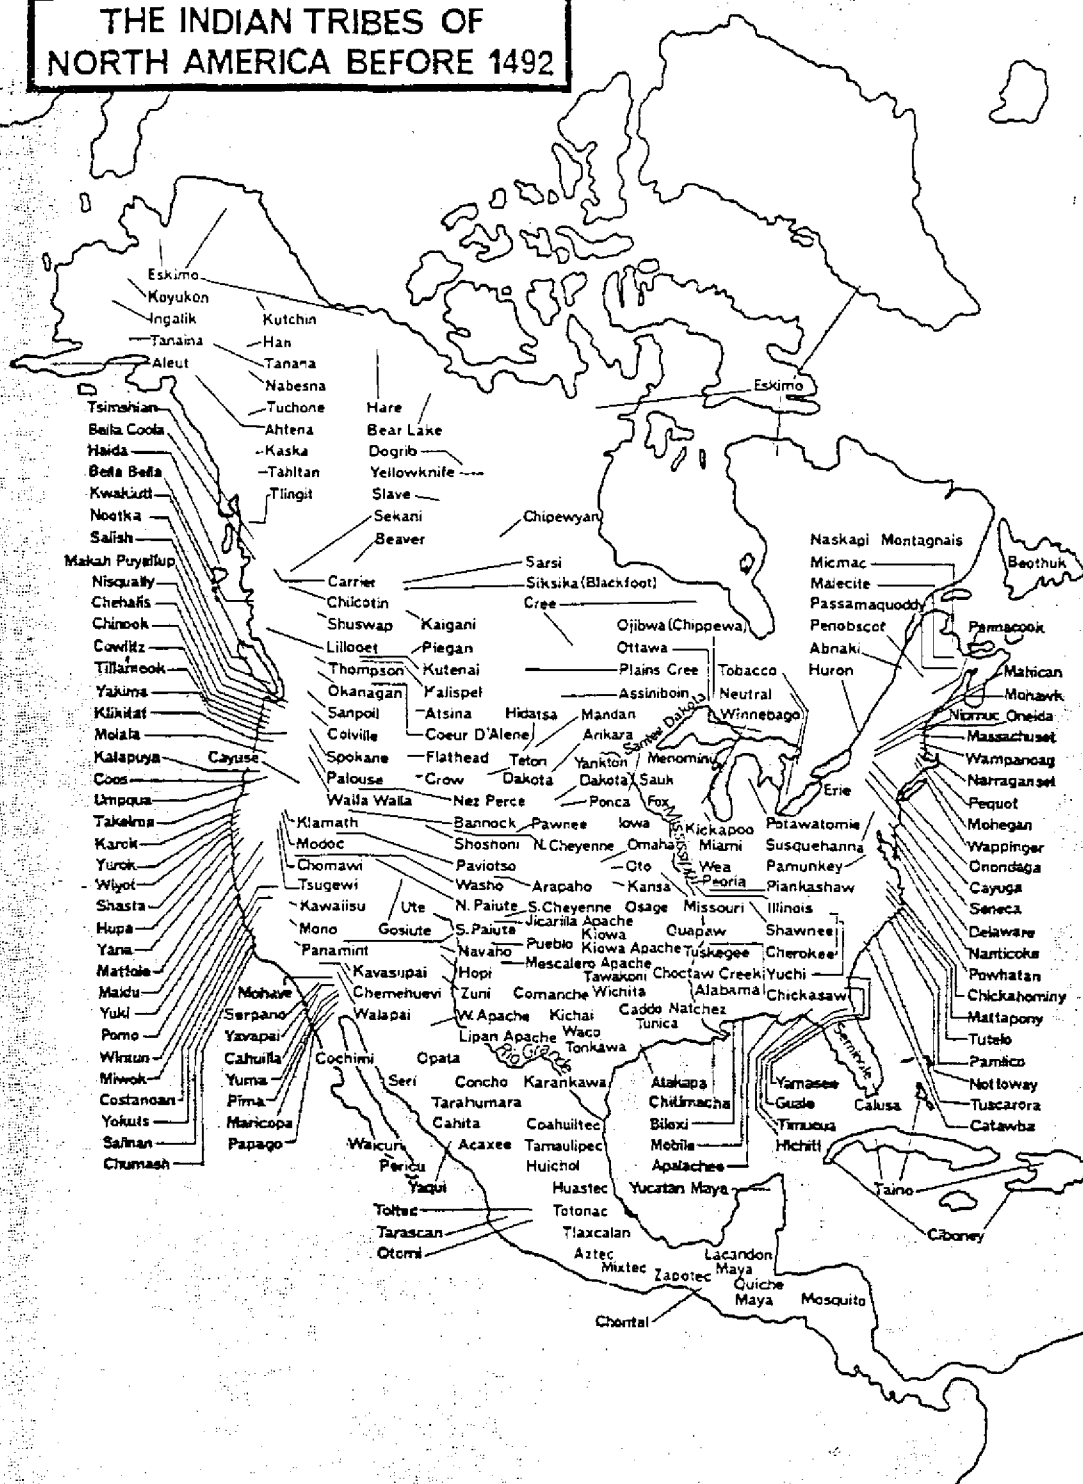 THE INDIAN TRIBES OF
NORTH AMERICA BEFORE 1492
Eskimo
Koyukon
Ingalik Kutchin
Tanaina Han
Aleut Tanana
Nabesna Eskimo
Tsimshian Tuchone Hare
Bella Coola Ahtena Bear Lake
Haida Kaska Dogrib
Bella Bella Tahltan Yellowknife
Kwakiutl Tlingit Slave
Nootka Sekani Chipewyan
Salish Beaver Naskapi Montagnais
Makah Puyallup Sarsi Micmac Beothuk
Nisqually Carrier Siksika (Blackfoot) Malecite
Chehalis Chilcotin Cree Passamaquoddy
Chinook Shuswap Kaigani Ojibwa (Chippewa) Penobscot Pennacook
Cowlitz Lillooet Piegan Ottawa Abnaki
Tillamook Thompson Kutenai Plains Cree Tobacco Huron Mahican
Yakima Okanagan Kalispel Assiniboin Neutral Mohawk
Klikitat Sanpoil Atsina Hidatsa Mandan Santee Dakota Winnebago Nipmuc Oneida
Molala Colville Coeur D'Alene Arikara Massachuset
Kalapuya Cayuse Spokane Flathead Teton Yankton Menominy Wampanoag
Coos Palouse Crow Dakota Dakota Sauk Erie Narraganset
Umpqua Walla Walla Nez Perce Ponca Fox Mississippi Pequot
Takelma Klamath Bannock Pawnee Iowa Kickapoo Potawatomie Mohegan
Karok Modoc Shoshoni N. Cheyenne Omaha Miami Susquehanna Wappinger
Yurok Chomawi Paviotso Oto Wea Pamunkey Onondaga
Wiyot Tsugewi Washo Arapaho Kansa Peoria Piankashaw Cayuga
Shasta Kawaiisu Ute N. Paiute S. Cheyenne Osage Missouri Illinois Seneca
Hupa Mono Gosiute S. Paiute Jicarilla Apache Kiowa Quapaw Shawnee Delaware
Yana Panamint Navaho Pueblo Kiowa Apache Tuskegee Cherokee Nanticoke
Mattole Kavasupai Hopi Mescalero Apache Tawakoni Choctaw Creek Yuchi Powhatan
Maidu Mohave Chemehuevi Zuni Comanche Wichita Alabama Chickasaw Chickahominy
Yuki Serpano Walapai W. Apache Kichai Caddo Natchez Tunica Mattapony
Pomo Yavapai Lipan Apache Waco Tonkawa Seminole Tutelo
Wintun Cahuilla Cochimi Opata Rio Grande Pamlico
Miwok Yuma Seri Concho Karankawa Atakapa Yamasee Nottoway
Costanoan Pima Tarahumara Chitimacha Guale Calusa Tuscarora
Yokuts Maricopa Cahita Coahuiltec Biloxi Timucua Catawba
Salinan Papago Waicuri Acaxee Tamaulipec Mobile Hichiti
Chumash Pericu Huichol Apalachee
Yaqui Huastec Yucatan Maya Taino
Toltec Totonac
Tarascan Tlaxcalan Ciboney
Otomi Aztec Lacandon
Mixtec Zapotec Maya
Quiche
Maya Mosquito
Chontal